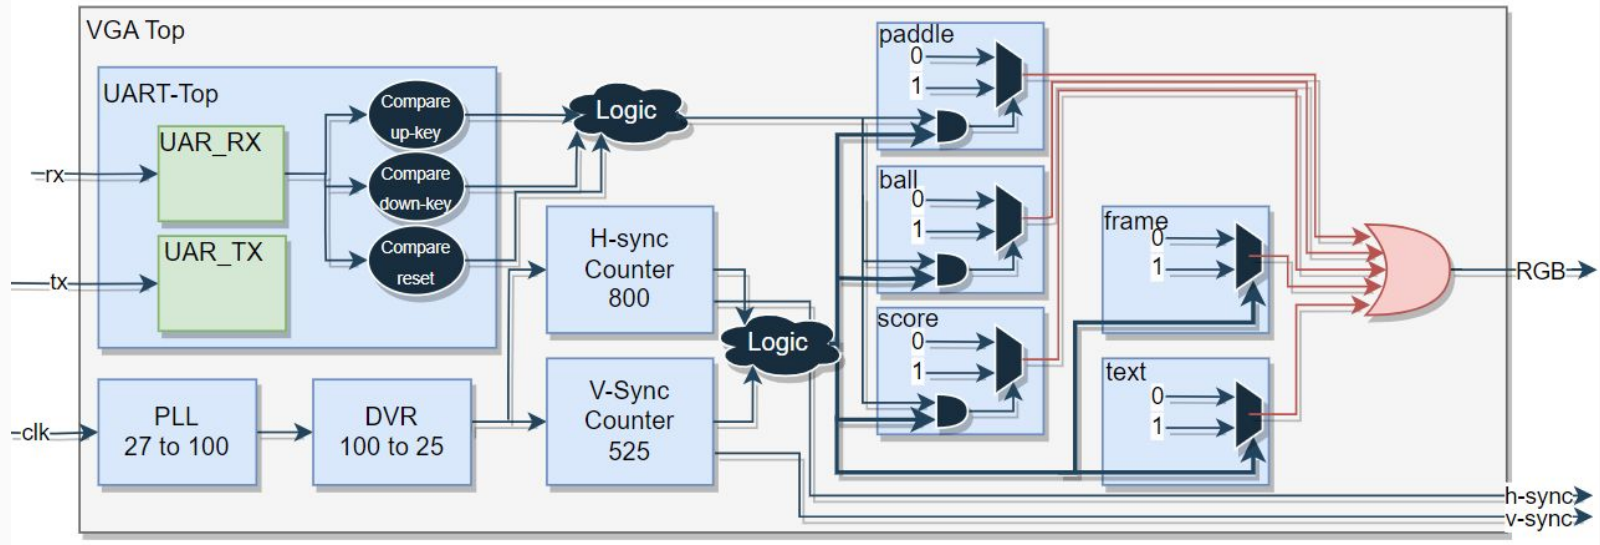 VGA Top
UART-Top
UAR_RX
UAR_TX
Compare
up-key
Compare
down-key
Compare
reset
Logic
rx
tx
clk
PLL
27 to 100
DVR
100 to 25
H-sync
Counter
800
V-Sync
Counter
525
Logic
paddle
0
1
ball
0
1
score
0
1
frame
0
1
text
0
1
RGB
h-sync
v-sync